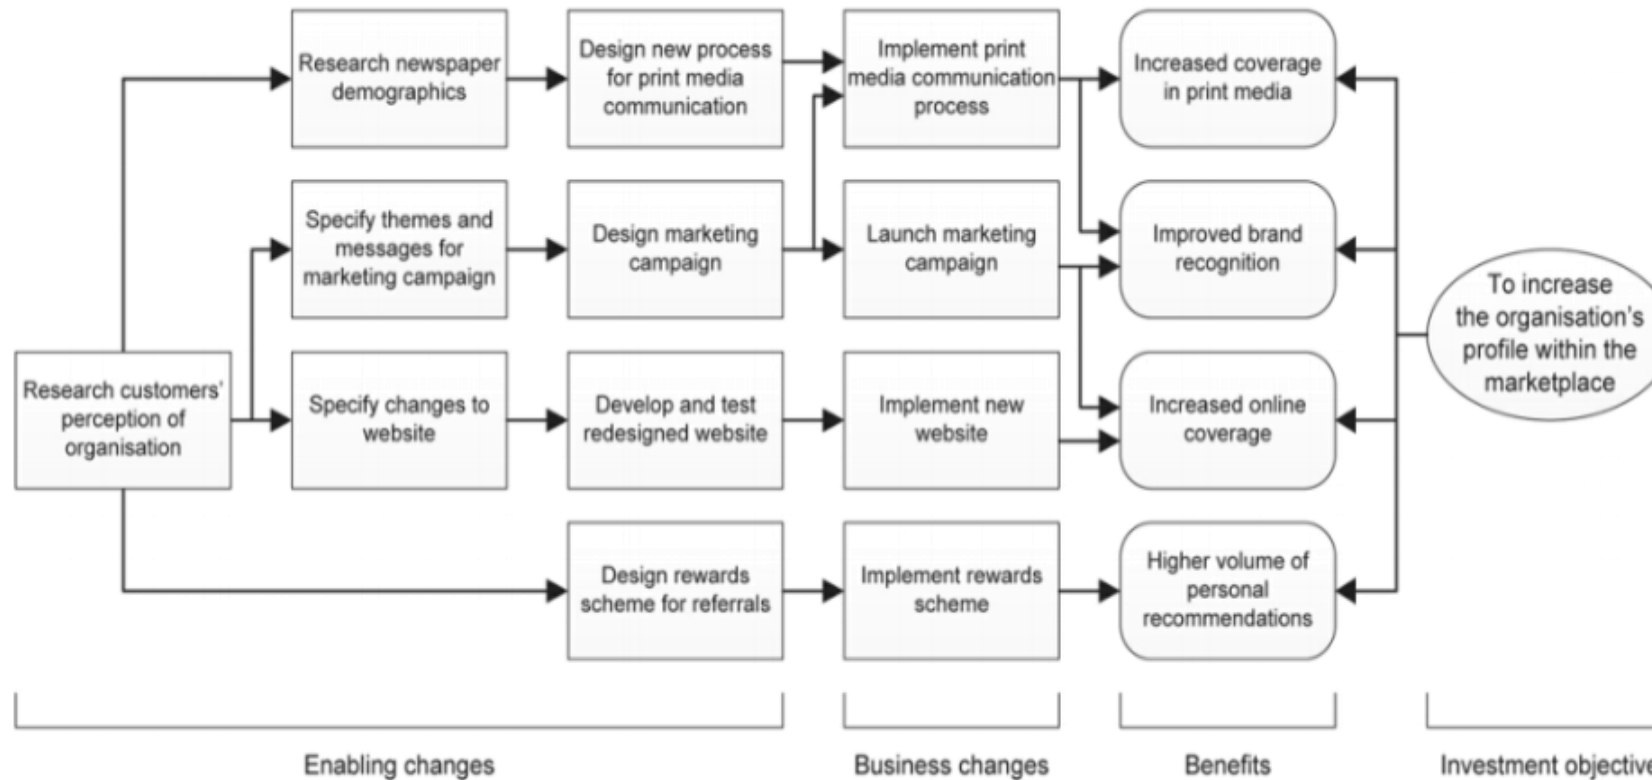 Research newspaper
demographics
Design new process
for print media
communication
Implement print
media communication
process
Increased coverage
in print media
Specify themes and
messages for
marketing campaign
Design marketing
campaign
Launch marketing
campaign
Improved brand
recognition
To increase
the organisation's
profile within the
marketplace
Research customers'
perception of
organisation
Specify changes to
website
Develop and test
redesigned website
Implement new
website
Increased online
coverage
Design rewards
scheme for referrals
Implement rewards
scheme
Higher volume of
personal
recommendations
Enabling changes
Business changes
Benefits
Investment objective